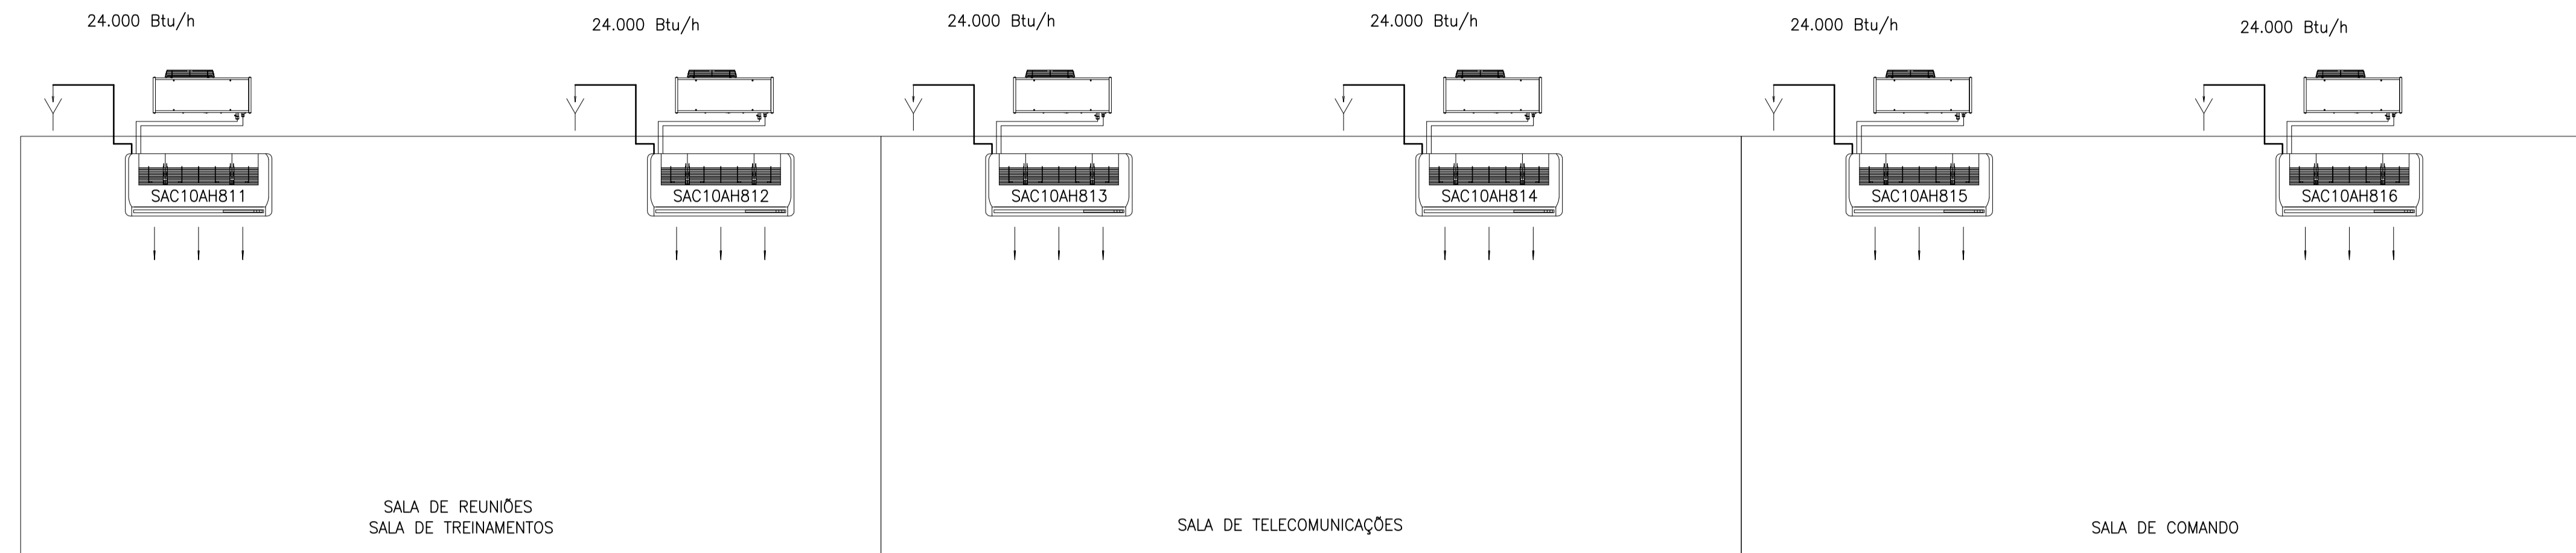 24.000 Btu/h
24.000 Btu/h
24.000 Btu/h
24.000 Btu/h
24.000 Btu/h
24.000 Btu/h
SAC10AH811
SAC10AH812
SAC10AH813
SAC10AH814
SAC10AH815
SAC10AH816
SALA DE REUNIÕES
SALA DE TREINAMENTOS
SALA DE TELECOMUNICAÇÕES
SALA DE COMANDO